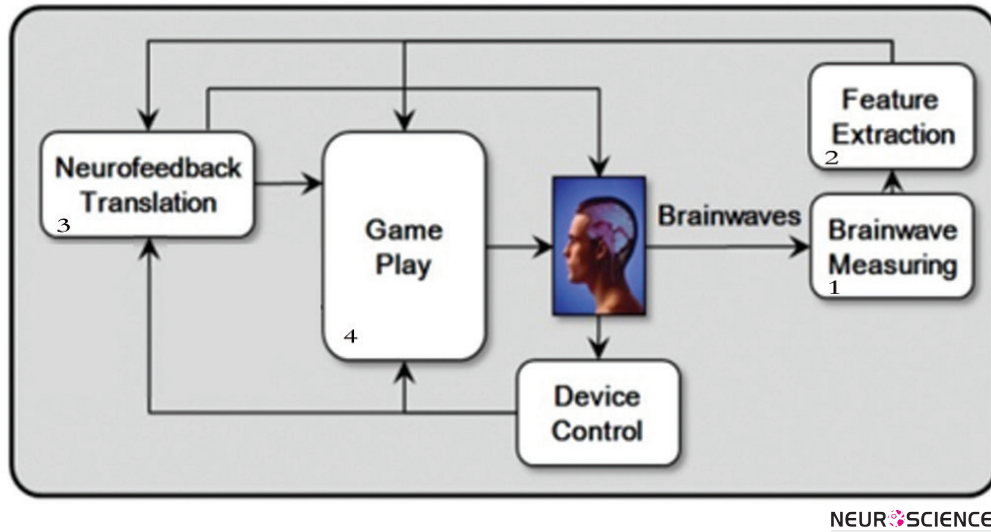 Feature
Extraction
2
Neurofeedback
Translation
3
Game
Play
4
Brainwaves
Brainwave
Measuring
1
Device
Control
NEUROSCIENCE